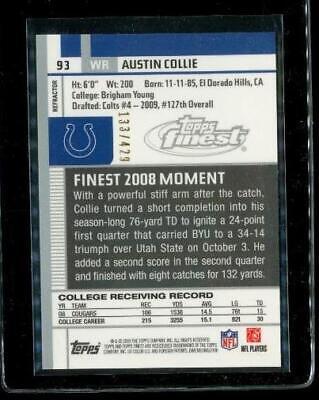 93 WR AUSTIN COLLIE
REFRACTOR
Ht: 6'0" Wt: 200 Born: 11-11-85, El Dorado Hills, CA
College: Brigham Young
Drafted: Colts #4 – 2009, #127th Overall
133/429
Topps finest
FINEST 2008 MOMENT
With a powerful stiff arm after the catch,
Collie turned a short completion into his
season-long 76-yard TD to ignite a 24-point
first quarter that carried BYU to a 34-14
triumph over Utah State on October 3. He
added a second score in the second quarter
and finished with eight catches for 132 yards.
COLLEGE RECEIVING RECORD
YR TEAM REC YDS AVG LG TD
08 COUGARS 106 1538 14.5 76T 15
COLLEGE CAREER 215 3255 15.1 82T 30
Topps
NFL
NFL PLAYERS